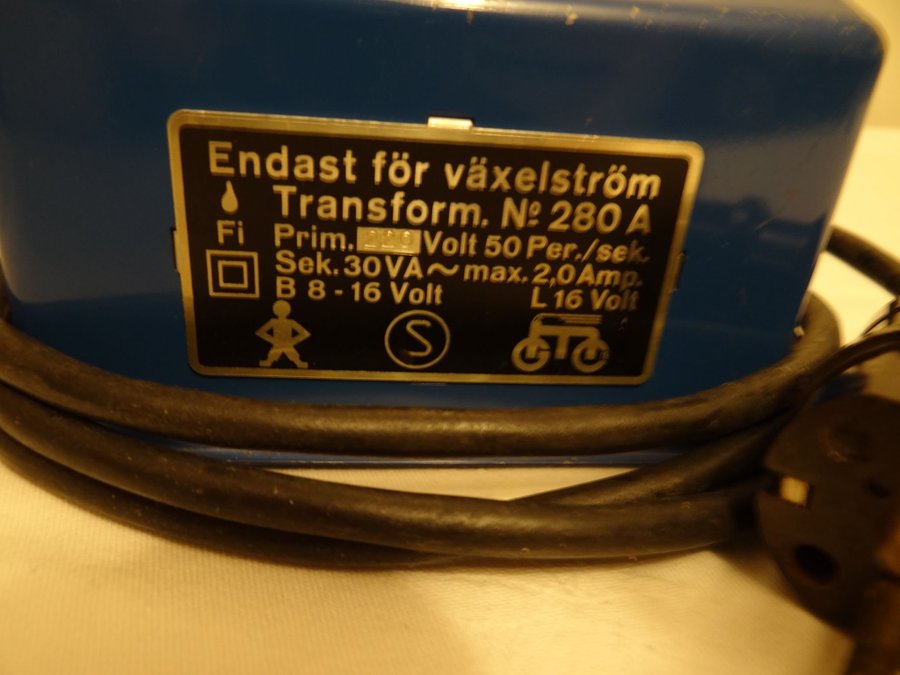 Endast för växelström
Transform. Nº 280 A
Fi Prim. 220 Volt 50 Per./sek.
Sek. 30 VA ~ max. 2,0 Amp.
B 8 - 16 Volt L 16 Volt
S